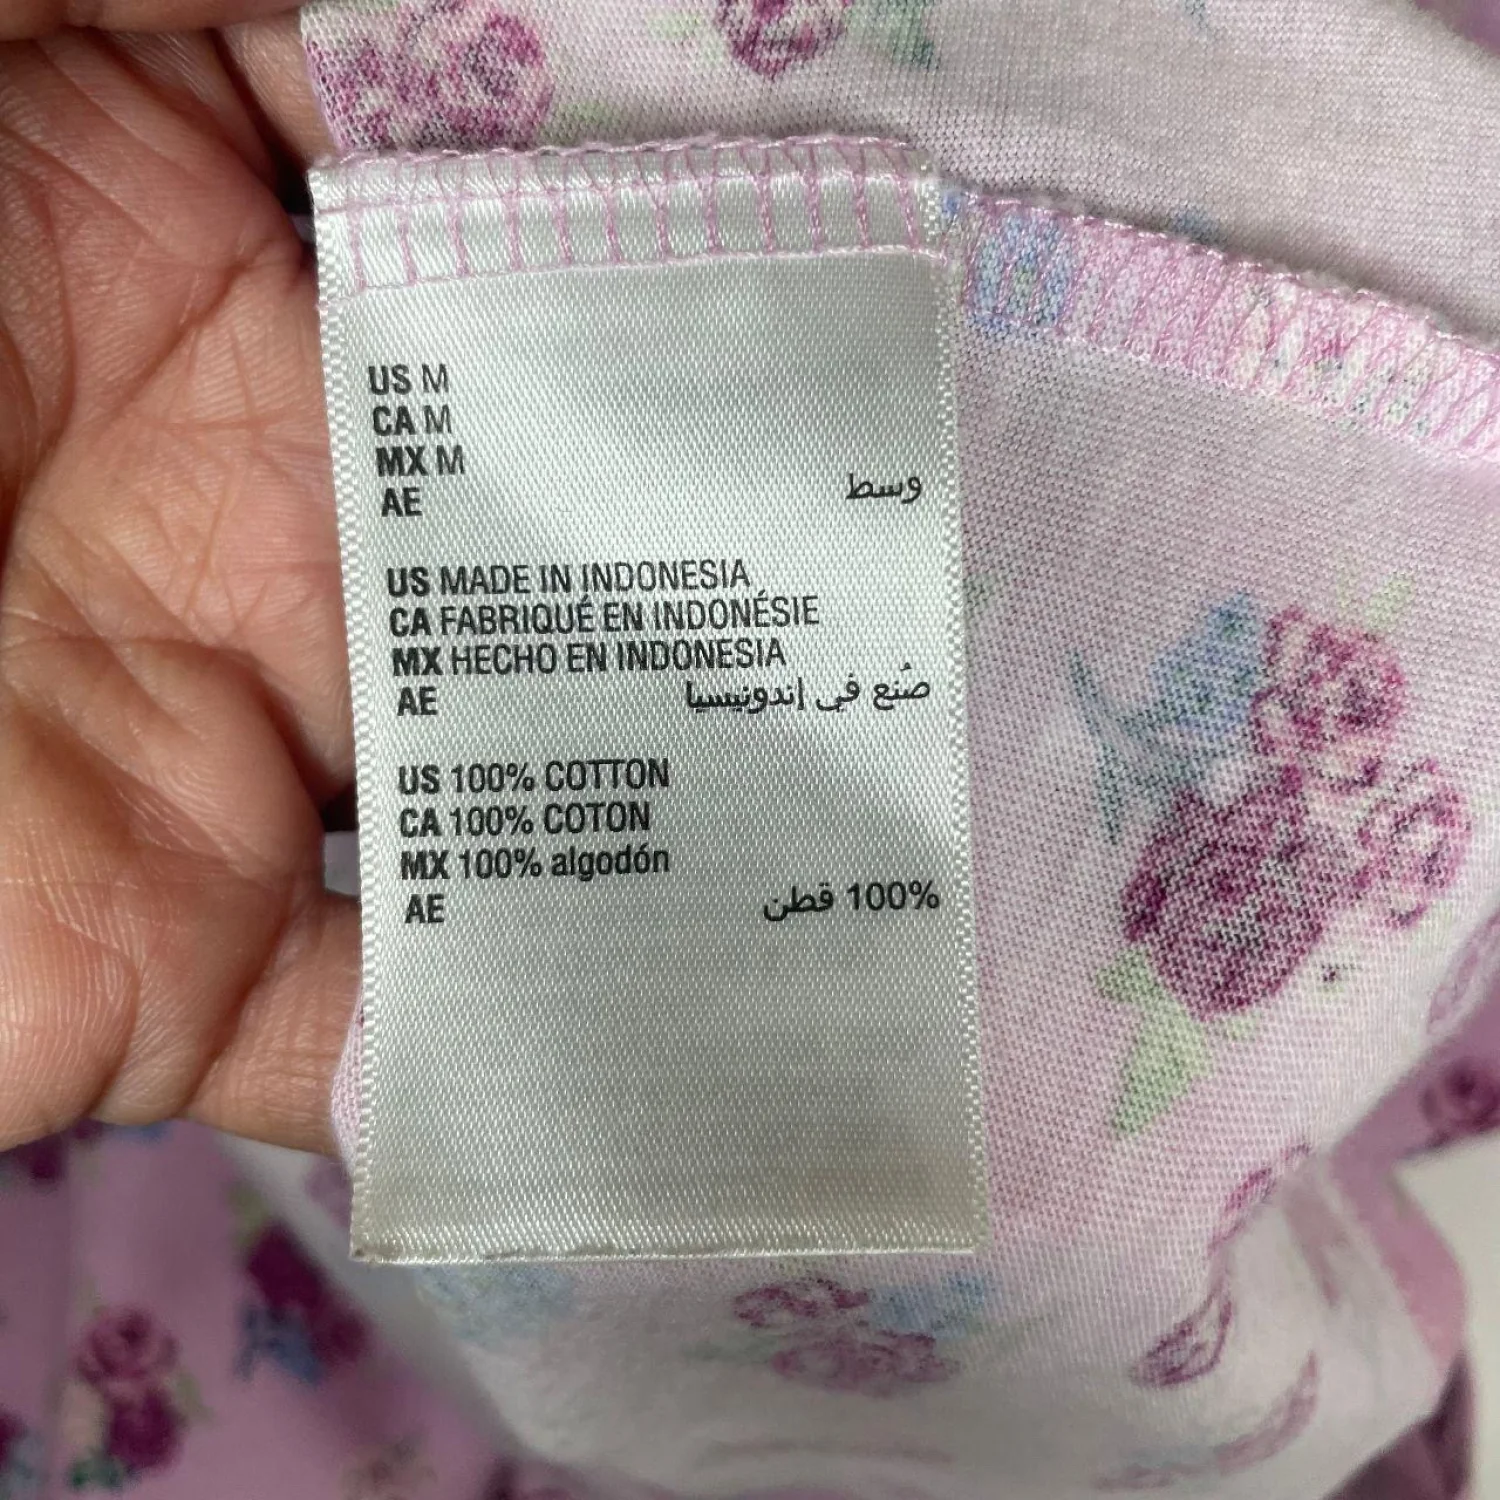 US M
CA M
MX M
AE وسط
US MADE IN INDONESIA
CA FABRIQUÉ EN INDONÉSIE
MX HECHO EN INDONESIA
AE صُنع في إندونيسيا
US 100% COTTON
CA 100% COTON
MX 100% algodón
AE 100% قطن